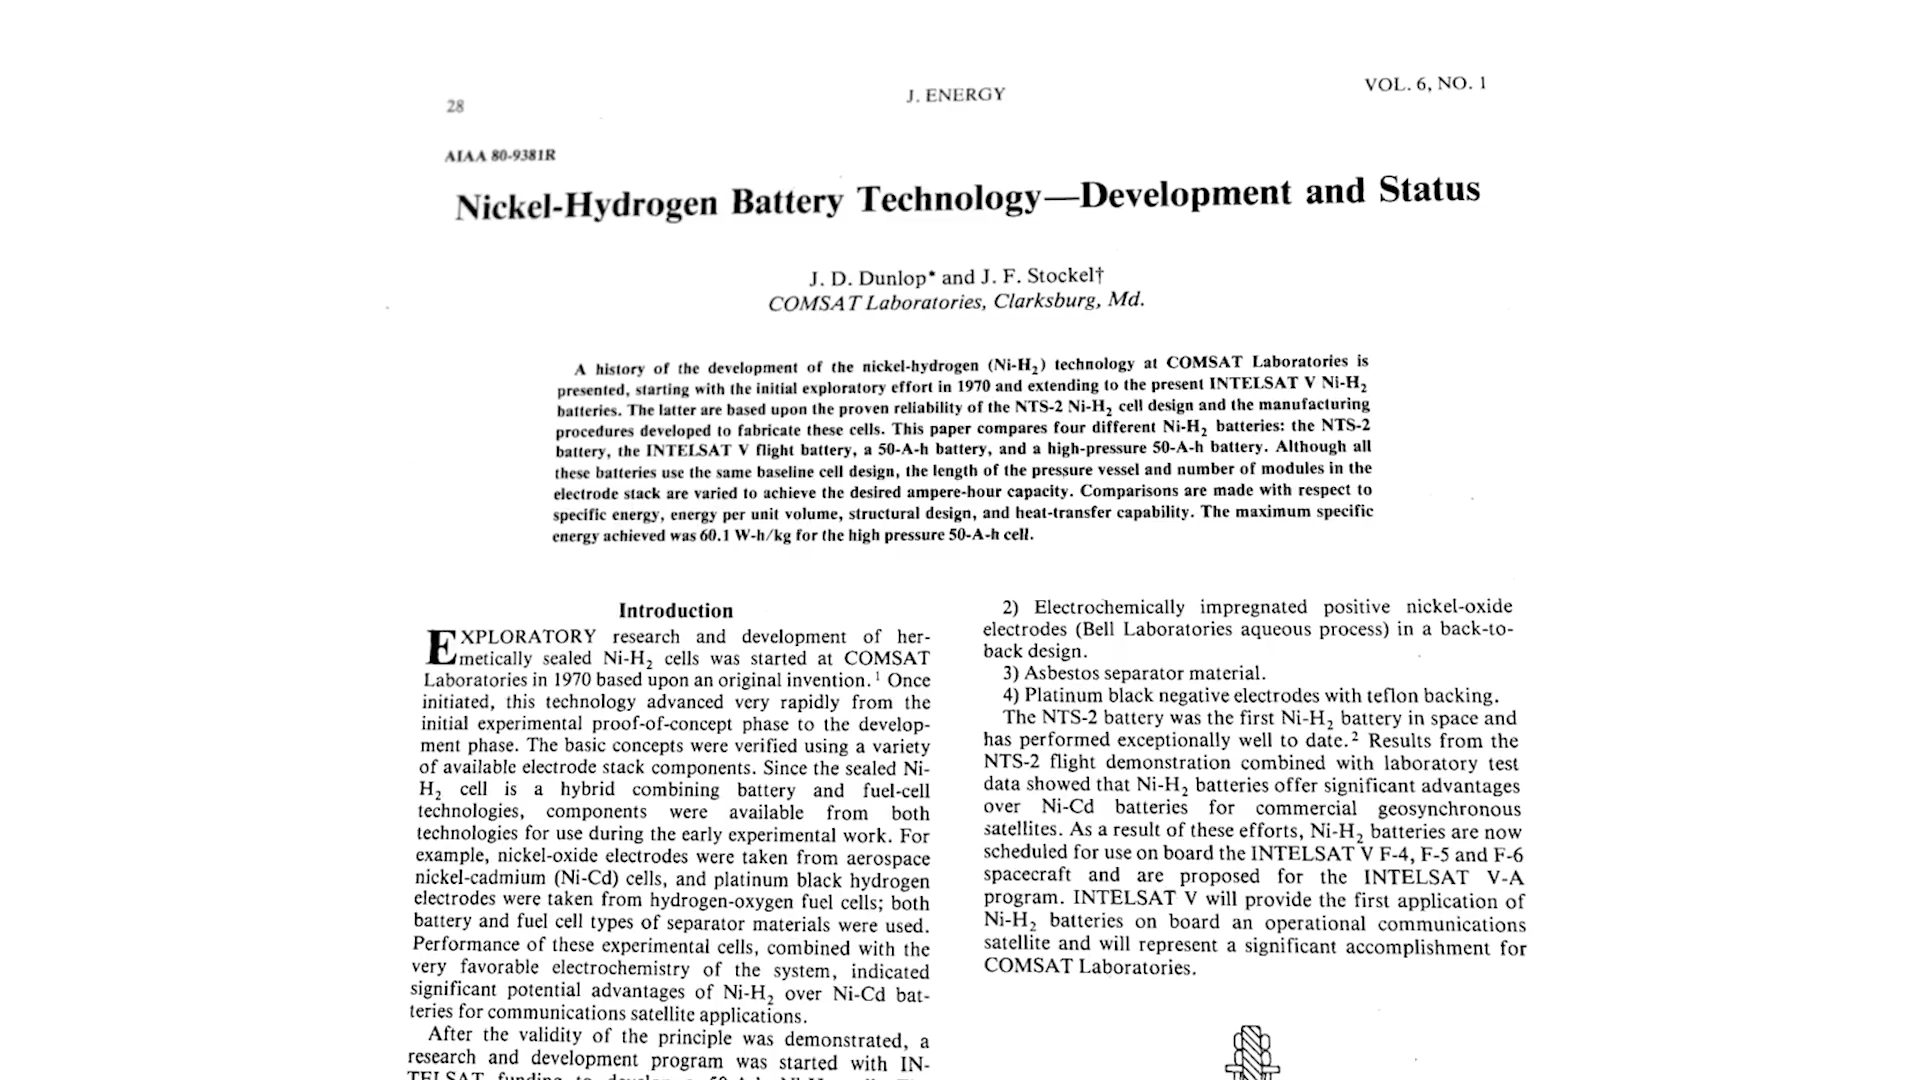 28
J. ENERGY
VOL. 6, NO. 1
AIAA 80-9381R
Nickel-Hydrogen Battery Technology—Development and Status
J. D. Dunlop* and J. F. Stockel†
COMSAT Laboratories, Clarksburg, Md.
A history of the development of the nickel-hydrogen (Ni-H₂) technology at COMSAT Laboratories is
presented, starting with the initial exploratory effort in 1970 and extending to the present INTELSAT V Ni-H₂
batteries. The latter are based upon the proven reliability of the NTS-2 Ni-H₂ cell design and the manufacturing
procedures developed to fabricate these cells. This paper compares four different Ni-H₂ batteries: the NTS-2
battery, the INTELSAT V flight battery, a 50-A-h battery, and a high-pressure 50-A-h battery. Although all
these batteries use the same baseline cell design, the length of the pressure vessel and number of modules in the
electrode stack are varied to achieve the desired ampere-hour capacity. Comparisons are made with respect to
specific energy, energy per unit volume, structural design, and heat-transfer capability. The maximum specific
energy achieved was 60.1 W-h/kg for the high pressure 50-A-h cell.
Introduction
EXPLORATORY research and development of her-
metically sealed Ni-H₂ cells was started at COMSAT
Laboratories in 1970 based upon an original invention.¹ Once
initiated, this technology advanced very rapidly from the
initial experimental proof-of-concept phase to the develop-
ment phase. The basic concepts were verified using a variety
of available electrode stack components. Since the sealed Ni-
H₂ cell is a hybrid combining battery and fuel-cell
technologies, components were available from both
technologies for use during the early experimental work. For
example, nickel-oxide electrodes were taken from aerospace
nickel-cadmium (Ni-Cd) cells, and platinum black hydrogen
electrodes were taken from hydrogen-oxygen fuel cells; both
battery and fuel cell types of separator materials were used.
Performance of these experimental cells, combined with the
very favorable electrochemistry of the system, indicated
significant potential advantages of Ni-H₂ over Ni-Cd bat-
teries for communications satellite applications.
After the validity of the principle was demonstrated, a
research and development program was started with IN-
2) Electrochemically impregnated positive nickel-oxide
electrodes (Bell Laboratories aqueous process) in a back-to-
back design.
3) Asbestos separator material.
4) Platinum black negative electrodes with teflon backing.
The NTS-2 battery was the first Ni-H₂ battery in space and
has performed exceptionally well to date.² Results from the
NTS-2 flight demonstration combined with laboratory test
data showed that Ni-H₂ batteries offer significant advantages
over Ni-Cd batteries for commercial geosynchronous
satellites. As a result of these efforts, Ni-H₂ batteries are now
scheduled for use on board the INTELSAT V F-4, F-5 and F-6
spacecraft and are proposed for the INTELSAT V-A
program. INTELSAT V will provide the first application of
Ni-H₂ batteries on board an operational communications
satellite and will represent a significant accomplishment for
COMSAT Laboratories.